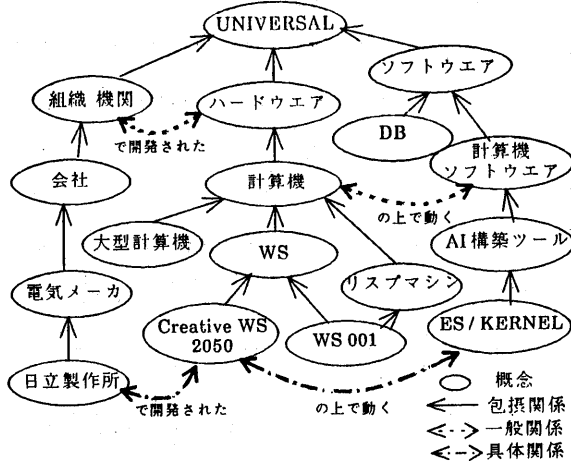 UNIVERSAL
ソフトウエア
組織 機関
ハードウエア
DB
で開発された
計算機
ソフトウエア
会社
計算機
の上で動く
大型計算機
WS
AI構築ツール
電気メーカ
リスプマシン
Creative WS
2050
WS 001
ES / KERNEL
日立製作所
で開発された
の上で動く
概念
包摂関係
一般関係
具体関係